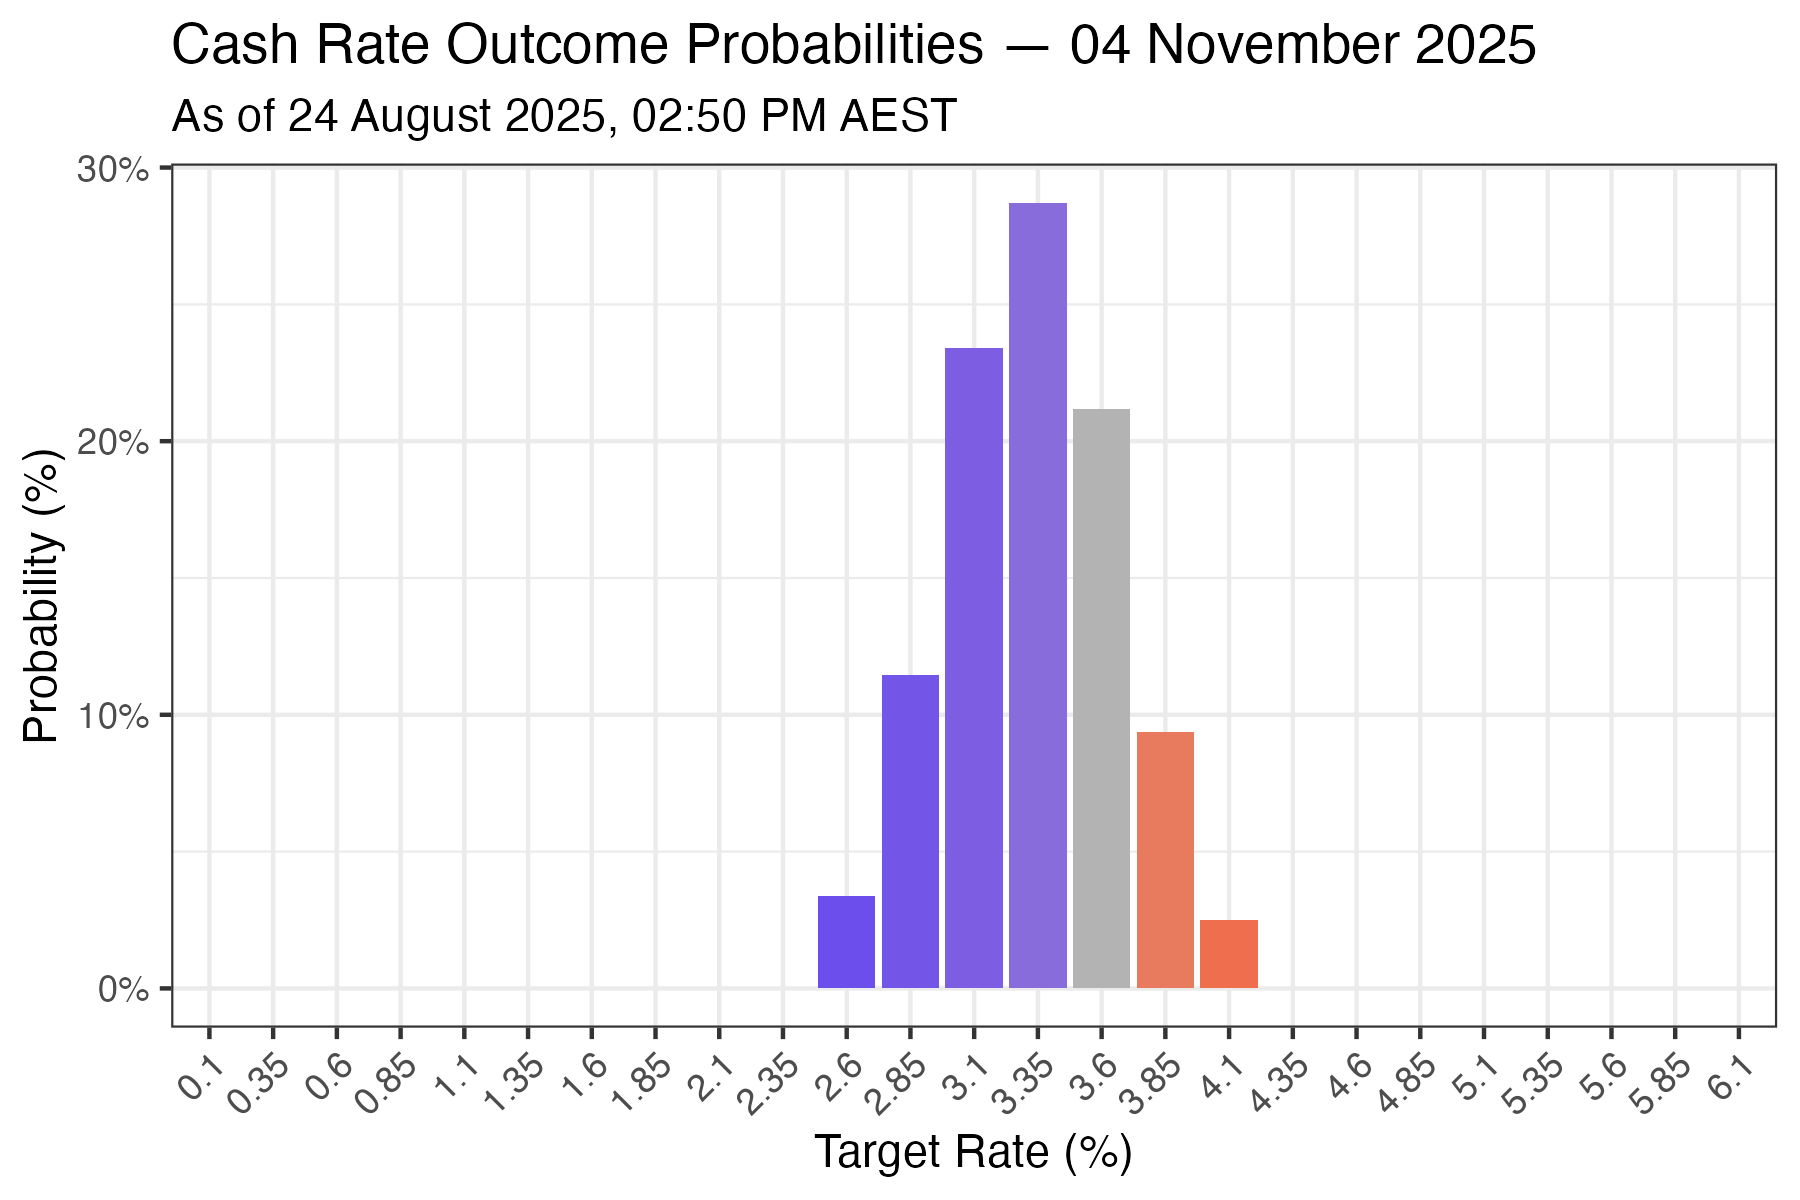 Cash Rate Outcome Probabilities — 04 November 2025
As of 24 August 2025, 02:50 PM AEST
30%
20%
10%
0%
Probability (%)
0.1 0.35 0.6 0.85 1.1 1.35 1.6 1.85 2.1 2.35 2.6 2.85 3.1 3.35 3.6 3.85 4.1 4.35 4.6 4.85 5.1 5.35 5.6 5.85 6.1
Target Rate (%)